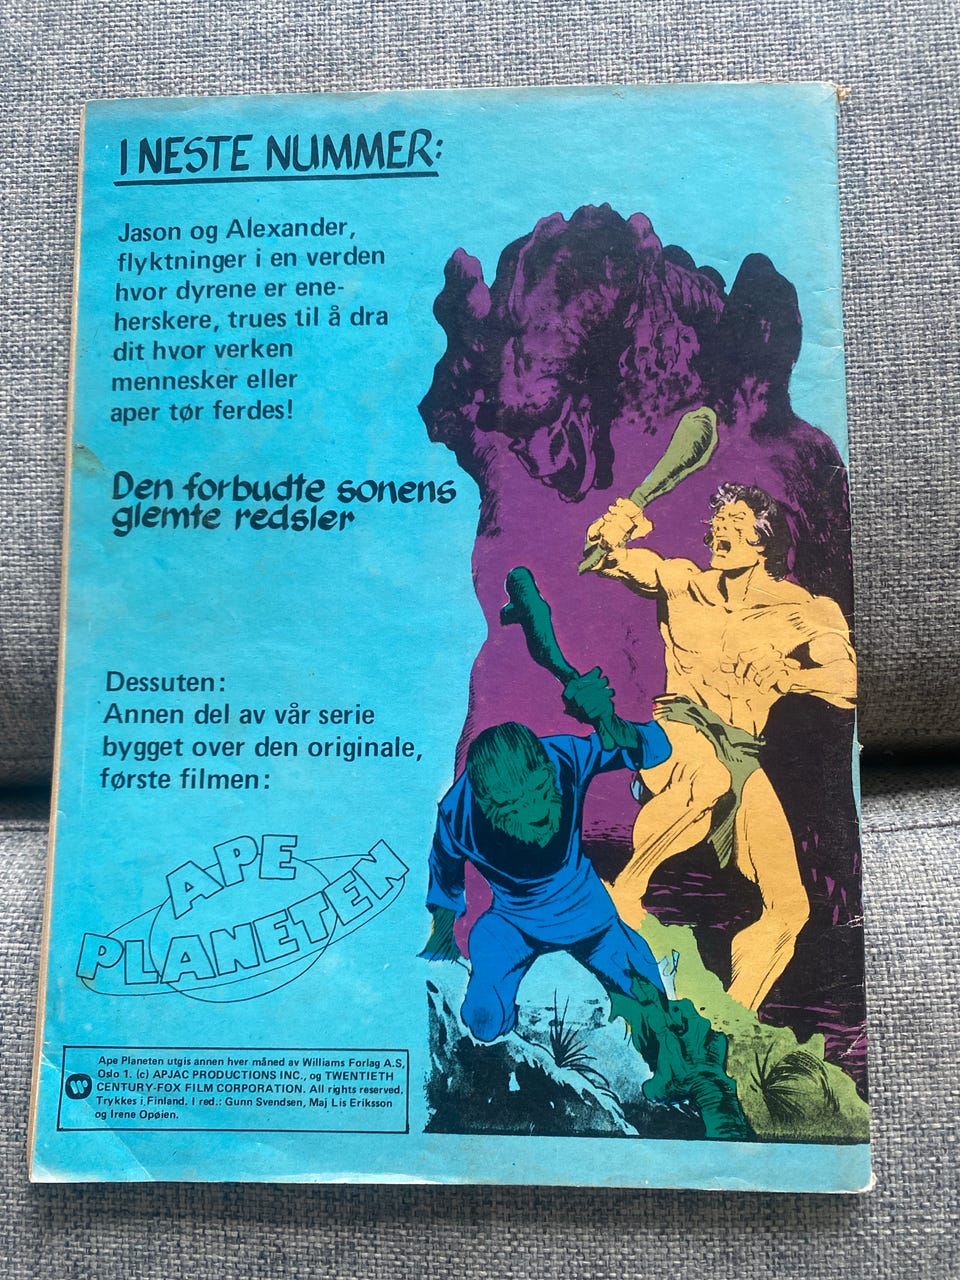 I NESTE NUMMER:
Jason og Alexander,
flyktninger i en verden
hvor dyrene er ene-
herskere, trues til å dra
dit hvor verken
mennesker eller
aper tør ferdes!
Den forbudte sonens
glemte redsler
Dessuten:
Annen del av vår serie
bygget over den originale,
første filmen:
APE
PLANETEN
Ape Planeten utgis annen hver måned av Williams Forlag A.S,
Oslo 1. (c) APJAC PRODUCTIONS INC., og TWENTIETH
CENTURY-FOX FILM CORPORATION. All rights reserved.
Trykkes i Finland. I red.: Gunn Svendsen, Maj Lis Eriksson
og Irene Opøien.